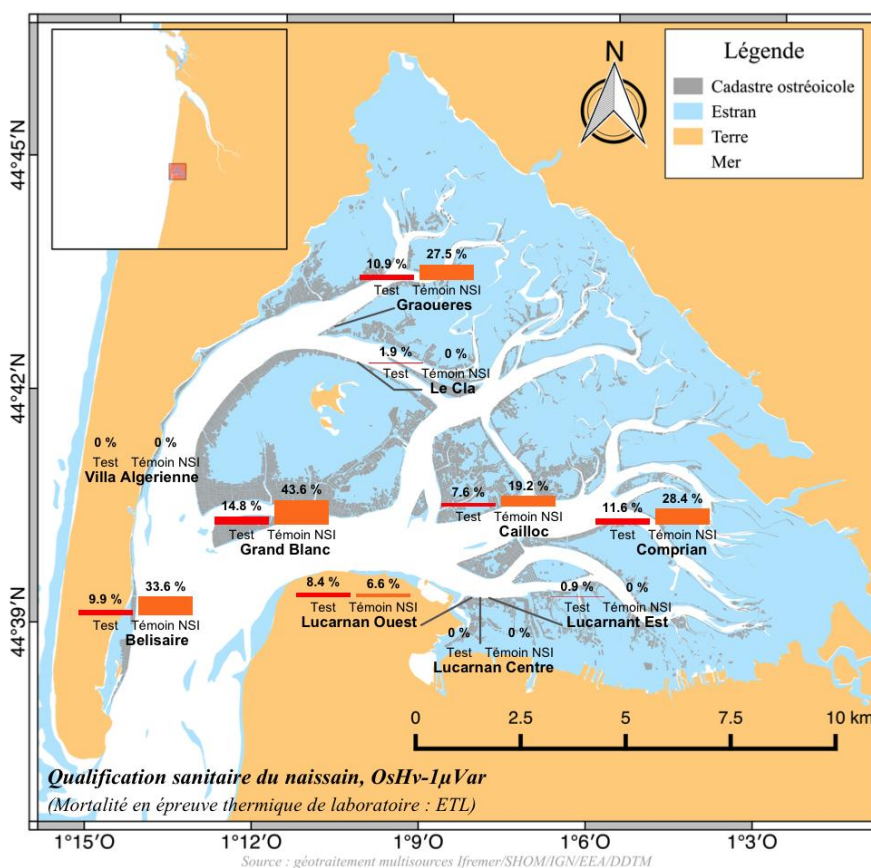 Légende
Cadastre ostréoicole
Estran
Terre
Mer
N
44°45'N
44°42'N
44°39'N
10.9 % 27.5 %
Test Témoin NSI
Graoueres
1.9 % 0 %
Test Témoin NSI
Le Cla
0 % 0 %
Test Témoin NSI
Villa Algerienne
14.8 % 43.6 %
Test Témoin NSI
Grand Blanc
7.6 % 19.2 %
Test Témoin NSI
Cailloc
11.6 % 28.4 %
Test Témoin NSI
Comprian
9.9 % 33.6 %
Test Témoin NSI
Belisaire
8.4 % 6.6 %
Test Témoin NSI
Lucarnan Ouest
0.9 % 0 %
Test Témoin NSI
Lucarnant Est
0 % 0 %
Test Témoin NSI
Lucarnan Centre
0 2.5 5 7.5 10 km
Qualification sanitaire du naissain, OsHv-1µVar
(Mortalité en épreuve thermique de laboratoire : ETL)
1°15'O 1°12'O 1°9'O 1°6'O 1°3'O
Source : géotraitement multisources Ifremer/SHOM/IGN/EEA/DDTM